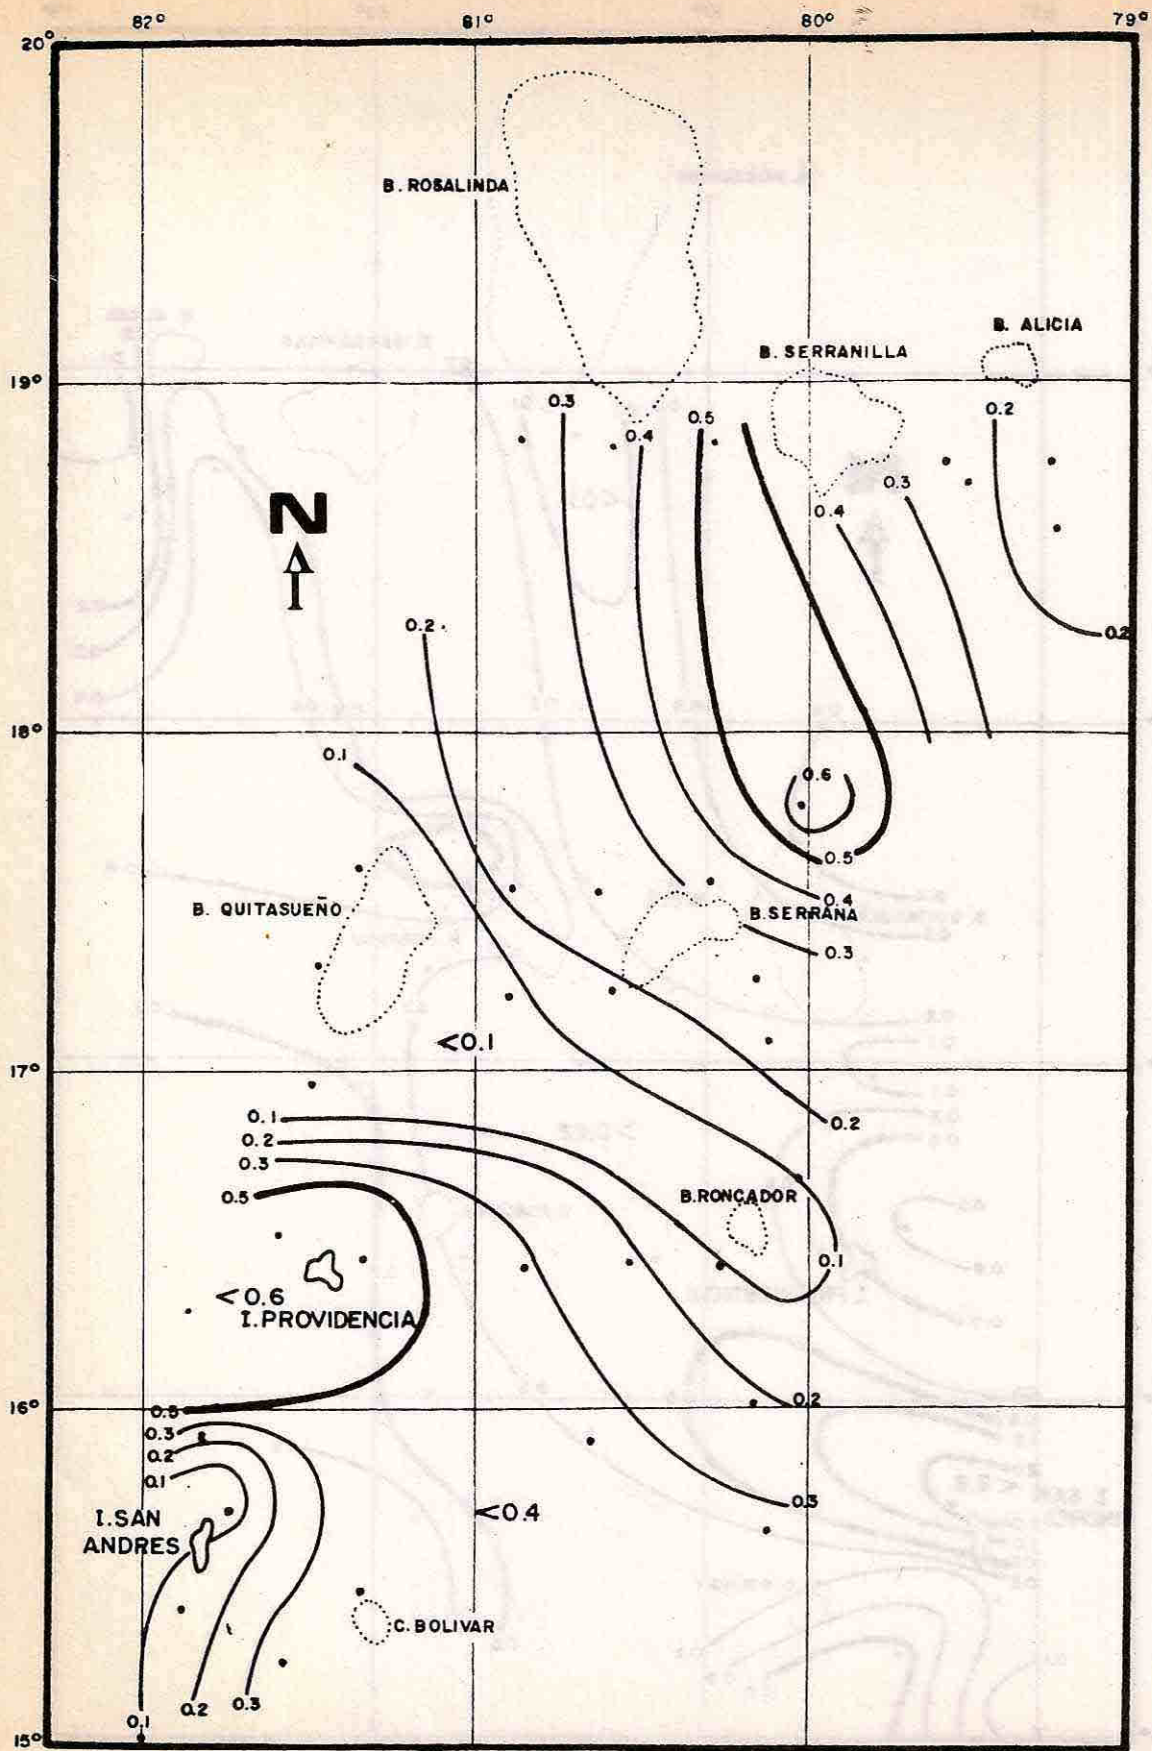 82° 81° 80° 79°
20°
B. ROSALINDA
B. ALICIA
B. SERRANILLA
19°
0.3 0.5 0.2
0.4
0.3
N 0.4
0.2 0.2
18°
0.1
0.6
0.5
0.4
B. QUITASUEÑO B. SERRANA
0.3
<0.1
17°
0.1 0.2
0.2
0.3
0.5 B. RONCADOR
0.1
<0.6
I. PROVIDENCIA
16° 0.5 0.2
0.3
0.2
0.1
0.3
I. SAN <0.4
ANDRES
C. BOLIVAR
0.2 0.3
0.1
15°